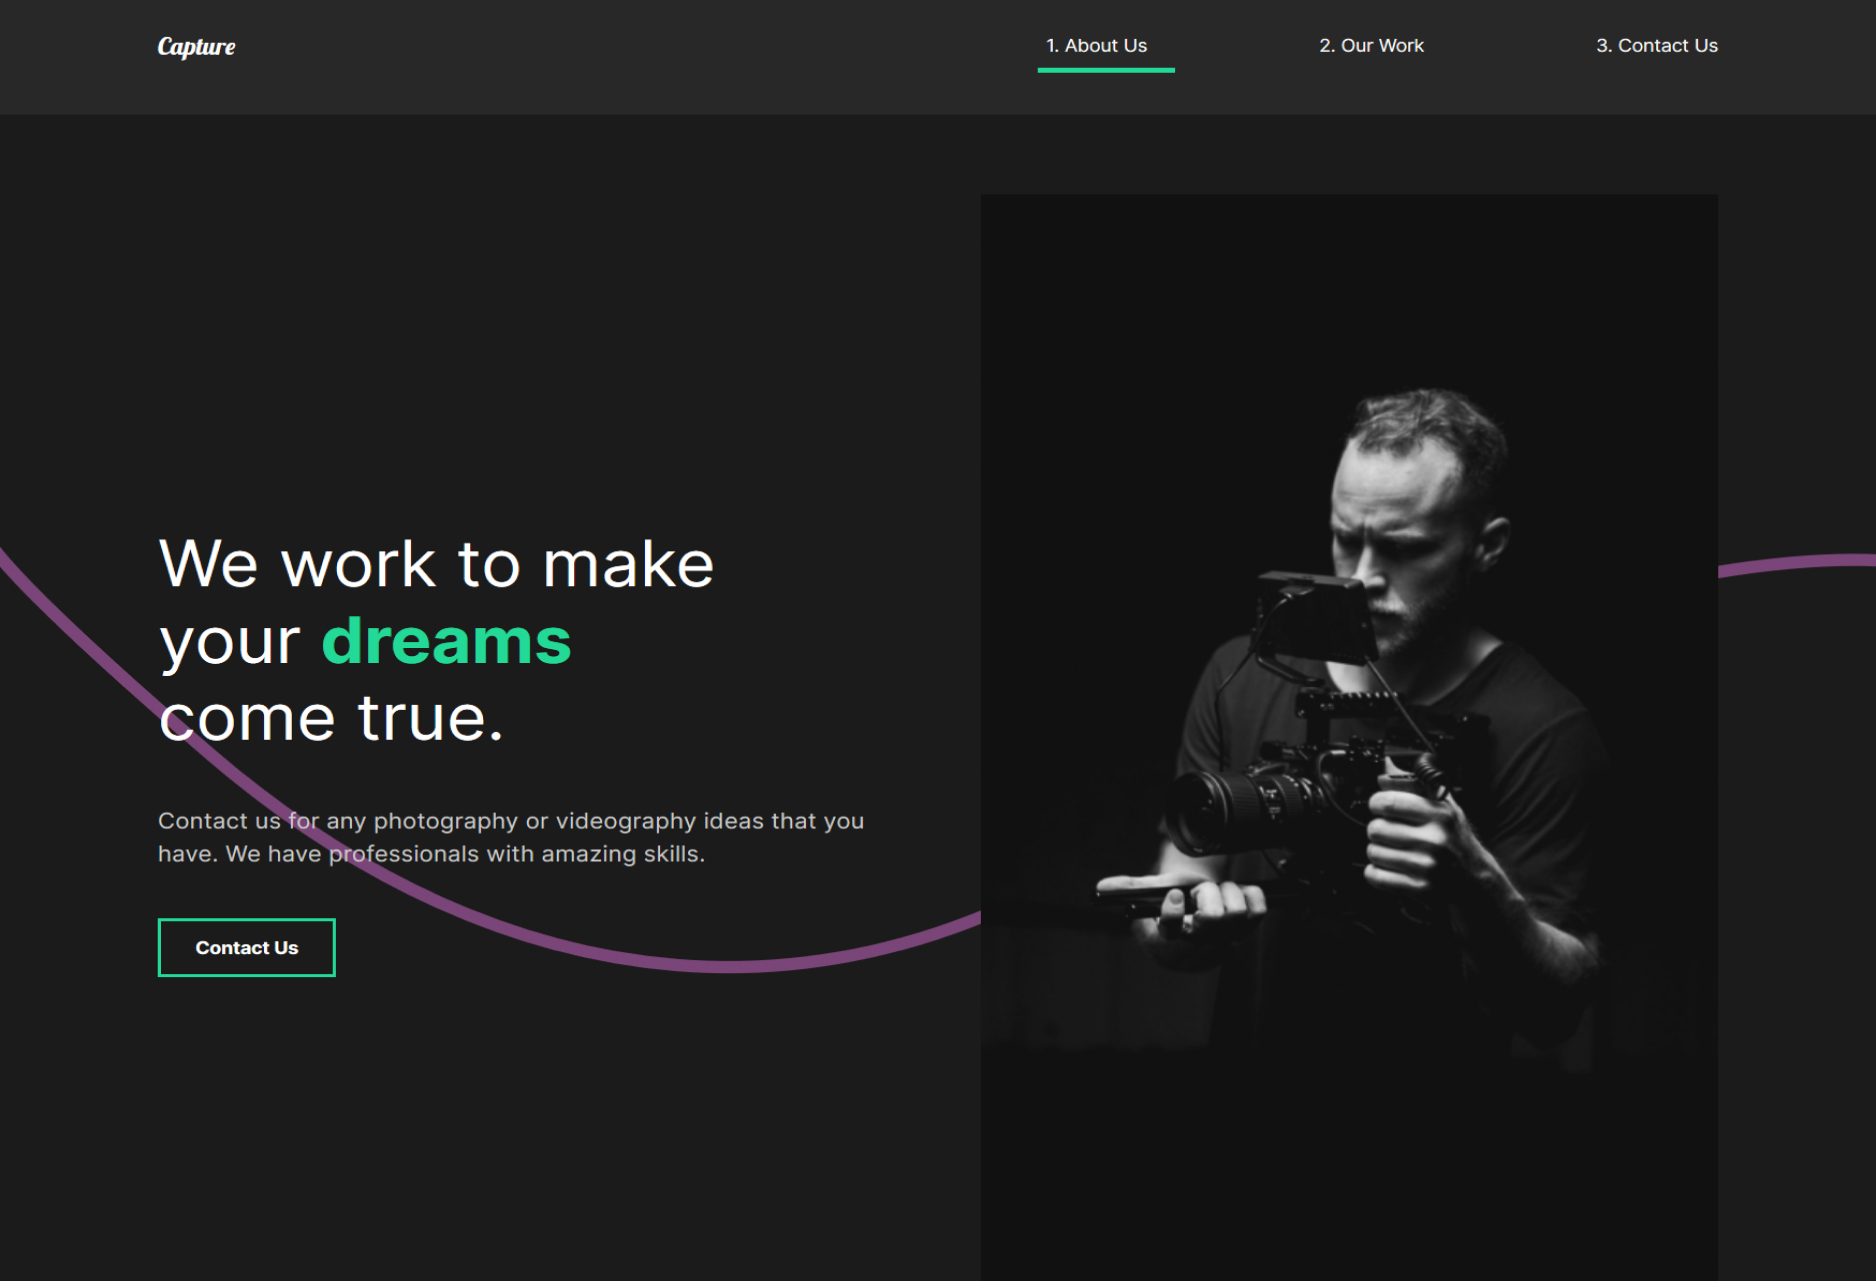 Capture
1. About Us
2. Our Work
3. Contact Us
We work to make
your dreams
come true.
Contact us for any photography or videography ideas that you
have. We have professionals with amazing skills.
Contact Us